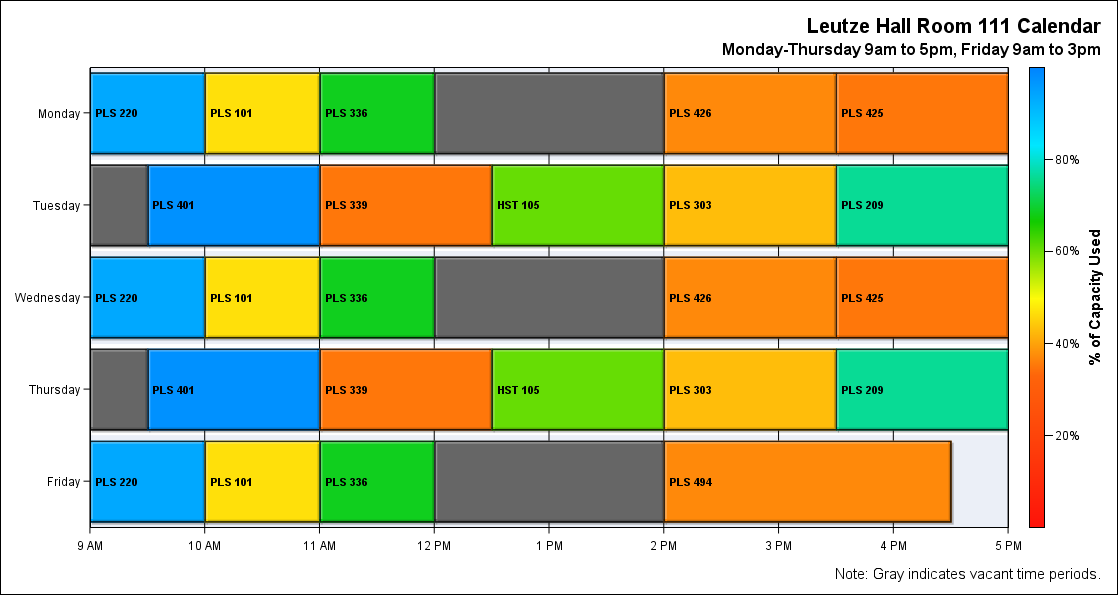 Leutze Hall Room 111 Calendar
Monday-Thursday 9am to 5pm, Friday 9am to 3pm
Monday
PLS 220
PLS 101
PLS 336
PLS 426
PLS 425
Tuesday
PLS 401
PLS 339
HST 105
PLS 303
PLS 209
Wednesday
PLS 220
PLS 101
PLS 336
PLS 426
PLS 425
Thursday
PLS 401
PLS 339
HST 105
PLS 303
PLS 209
Friday
PLS 220
PLS 101
PLS 336
PLS 494
9 AM
10 AM
11 AM
12 PM
1 PM
2 PM
3 PM
4 PM
5 PM
80%
60%
40%
20%
% of Capacity Used
Note: Gray indicates vacant time periods.